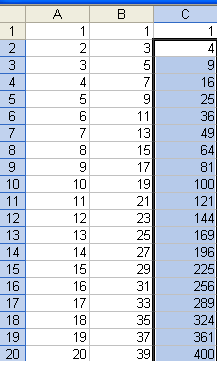 A B C
1 1 1 1
2 2 3 4
3 3 5 9
4 4 7 16
5 5 9 25
6 6 11 36
7 7 13 49
8 8 15 64
9 9 17 81
10 10 19 100
11 11 21 121
12 12 23 144
13 13 25 169
14 14 27 196
15 15 29 225
16 16 31 256
17 17 33 289
18 18 35 324
19 19 37 361
20 20 39 400